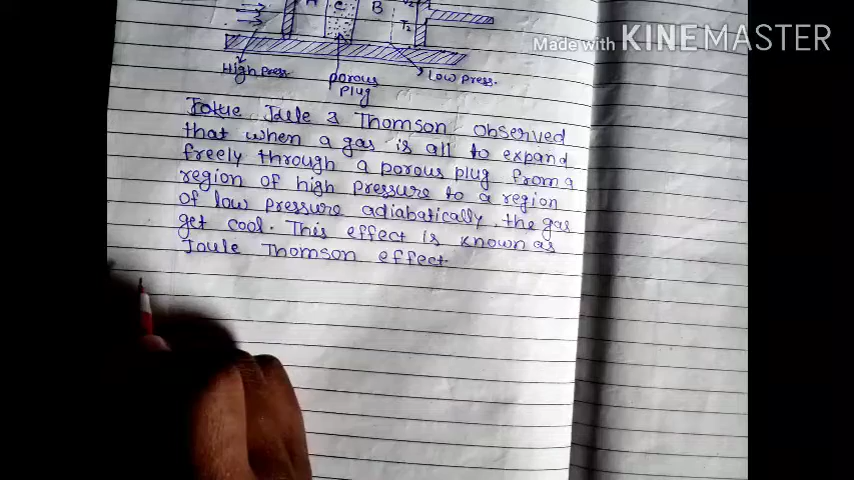 B
T2
Made with KINEMASTER
High press
porous
plug
Low press.
Joule & Thomson observed
that when a gas is all to expand
freely through a porous plug from a
region of high pressure to a region
of low pressure adiabatically, the gas
get cool. This effect is known as
Joule Thomson effect